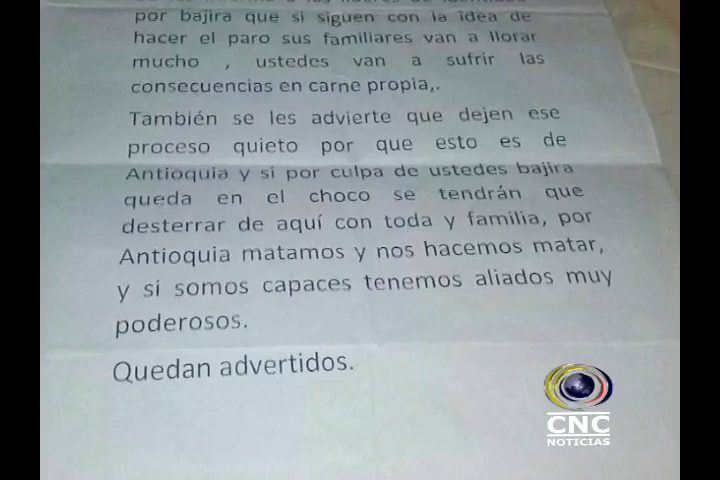 por bajira que si siguen con la idea de
hacer el paro sus familiares van a llorar
mucho , ustedes van a sufrir las
consecuencias en carne propia,.
También se les advierte que dejen ese
proceso quieto por que esto es de
Antioquia y si por culpa de ustedes bajira
queda en el choco se tendrán que
desterrar de aquí con toda y familia, por
Antioquia matamos y nos hacemos matar,
y si somos capaces tenemos aliados muy
poderosos.
Quedan advertidos.
CNC
NOTICIAS